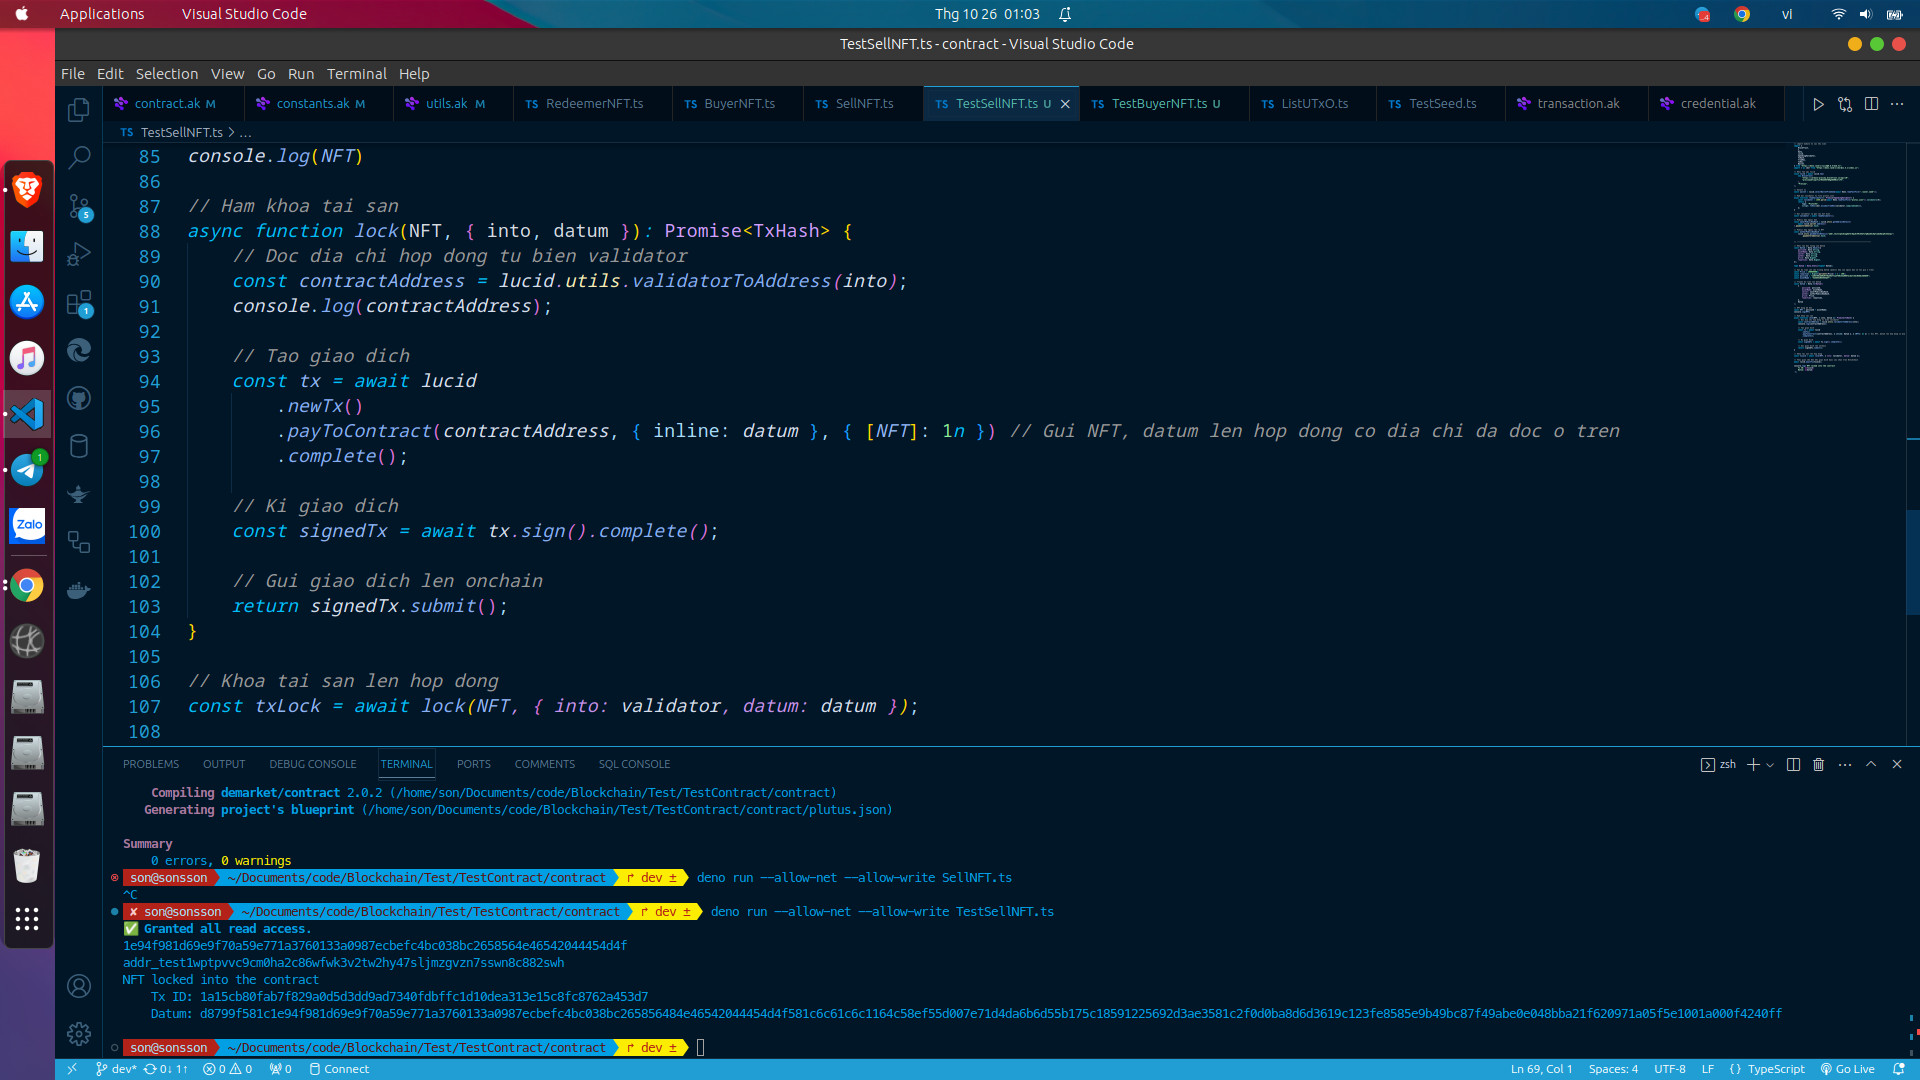 Applications Visual Studio Code Thg 10 26 01:03 vi
TestSellNFT.ts - contract - Visual Studio Code
File Edit Selection View Go Run Terminal Help
contract.ak M constants.ak M utils.ak M TS RedeemerNFT.ts TS BuyerNFT.ts TS SellNFT.ts TS TestSellNFT.ts U TS TestBuyerNFT.ts U TS ListUTxO.ts TS TestSeed.ts transaction.ak credential.ak
TS TestSellNFT.ts > ...
85 console.log(NFT)
86
87 // Ham khoa tai san
88 async function lock(NFT, { into, datum }): Promise<TxHash> {
89 // Doc dia chi hop dong tu bien validator
90 const contractAddress = lucid.utils.validatorToAddress(into);
91 console.log(contractAddress);
92
93 // Tao giao dich
94 const tx = await lucid
95 .newTx()
96 .payToContract(contractAddress, { inline: datum }, { [NFT]: 1n }) // Gui NFT, datum len hop dong co dia chi da doc o tren
97 .complete();
98
99 // Ki giao dich
100 const signedTx = await tx.sign().complete();
101
102 // Gui giao dich len onchain
103 return signedTx.submit();
104 }
105
106 // Khoa tai san len hop dong
107 const txLock = await lock(NFT, { into: validator, datum: datum });
108
5
1
1
Zalo
PROBLEMS OUTPUT DEBUG CONSOLE TERMINAL PORTS COMMENTS SQL CONSOLE zsh
Compiling demarket/contract 2.0.2 (/home/son/Documents/code/Blockchain/Test/TestContract/contract)
Generating project's blueprint (/home/son/Documents/code/Blockchain/Test/TestContract/contract/plutus.json)
Summary
0 errors, 0 warnings
son@sonsson ~/Documents/code/Blockchain/Test/TestContract/contract dev ± deno run --allow-net --allow-write SellNFT.ts
^C
✘ son@sonsson ~/Documents/code/Blockchain/Test/TestContract/contract dev ± deno run --allow-net --allow-write TestSellNFT.ts
✅ Granted all read access.
1e94f981d69e9f70a59e771a3760133a0987ecbefc4bc038bc2658564e46542044454d4f
addr_test1wptpvvc9cm0ha2c86wfwk3v2tw2hy47sljmzgvzn7sswn8c882swh
NFT locked into the contract
Tx ID: 1a15cb80fab7f829a0d5d3dd9ad7340fdbffc1d10dea313e15c8fc8762a453d7
Datum: d8799f581c1e94f981d69e9f70a59e771a3760133a0987ecbefc4bc038bc265856484e46542044454d4f581c6c61c6c1164c58ef55d007e71d4da6b6d55b175c18591225692d3ae3581c2f0d0ba8d6d3619c123fe8585e9b49bc87f49abe0e048bba21f620971a05f5e1001a000f4240ff
son@sonsson ~/Documents/code/Blockchain/Test/TestContract/contract dev ±
dev* 0↓ 1↑ 0 0 0 Connect Ln 69, Col 1 Spaces: 4 UTF-8 LF {} TypeScript Go Live